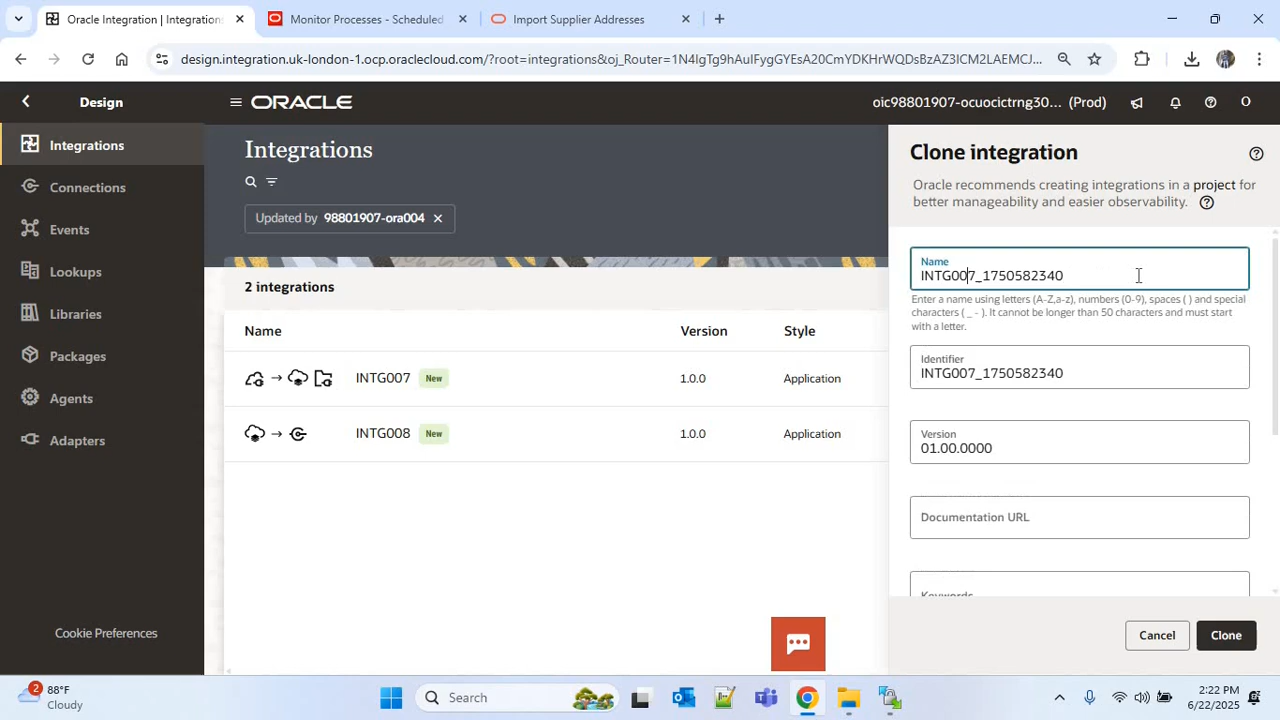 Oracle Integration | Integrations
Monitor Processes - Scheduled
Import Supplier Addresses
design.integration.uk-london-1.ocp.oraclecloud.com/?root=integrations&oj_Router=1N4IgTg9hAuIFygGYEsA20CmYDKHrWQDsBzAZ3ICM2LAEMCJ...
Design
ORACLE
oic98801907-ocuocictrng30... (Prod)
O
Integrations
Connections
Events
Lookups
Libraries
Packages
Agents
Adapters
Cookie Preferences
Integrations
Updated by 98801907-ora004
2 integrations
Name Version Style
INTG007 New 1.0.0 Application
INTG008 New 1.0.0 Application
Clone integration
Oracle recommends creating integrations in a project for
better manageability and easier observability.
Name
INTG007_1750582340
Enter a name using letters (A-Z,a-z), numbers (0-9), spaces ( ) and special
characters ( _ - ). It cannot be longer than 50 characters and must start
with a letter.
Identifier
INTG007_1750582340
Version
01.00.0000
Documentation URL
Keywords
Cancel
Clone
2
88°F
Cloudy
Search
2:22 PM
6/22/2025